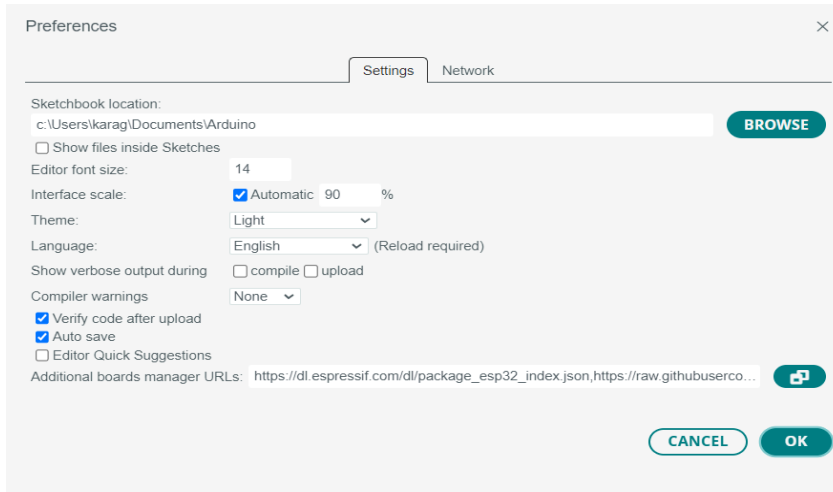 Preferences
Settings Network
Sketchbook location:
c:\Users\karag\Documents\Arduino
BROWSE
Show files inside Sketches
Editor font size: 14
Interface scale: Automatic 90 %
Theme: Light
Language: English (Reload required)
Show verbose output during compile upload
Compiler warnings None
Verify code after upload
Auto save
Editor Quick Suggestions
Additional boards manager URLs: https://dl.espressif.com/dl/package_esp32_index.json,https://raw.githubuserco...
CANCEL OK